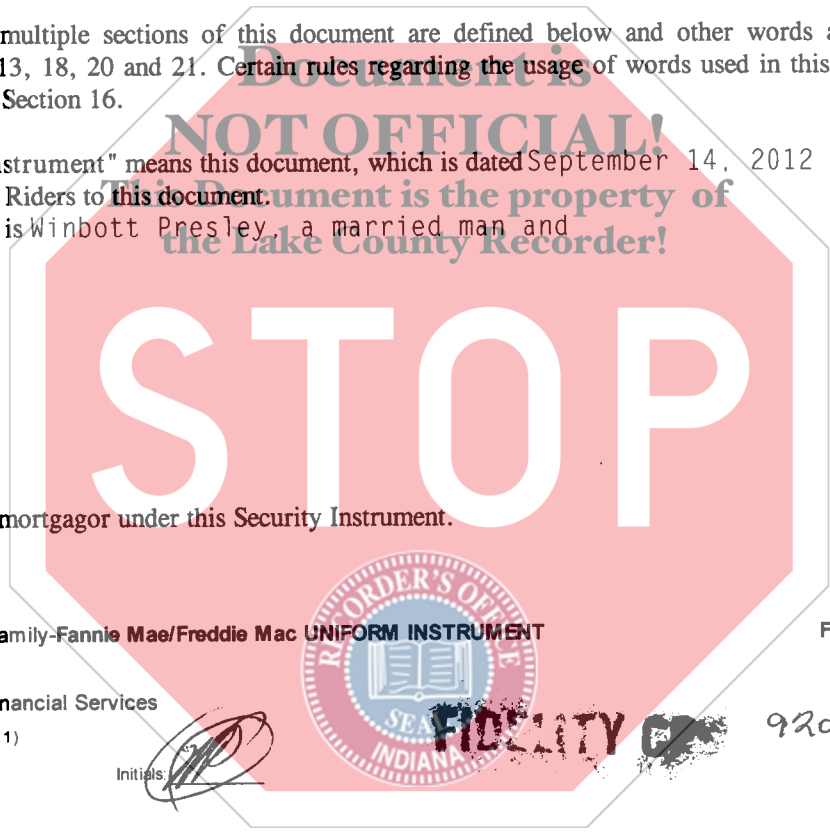 multiple sections of this document are defined below and other words a
Document is
13, 18, 20 and 21. Certain rules regarding the usage of words used in this
Section 16.
NOT OFFICIAL!
strument" means this document, which is dated September 14, 2012
This Document is the property of
Riders to this document.
is Winbott Presley, a married man and
the Lake County Recorder!
STOP
mortgagor under this Security Instrument.
RECORDER'S OFFICE
amily-Fannie Mae/Freddie Mac UNIFORM INSTRUMENT
F
nancial Services
SEAL
FIDELITY
920
1)
INDIANA
Initials: